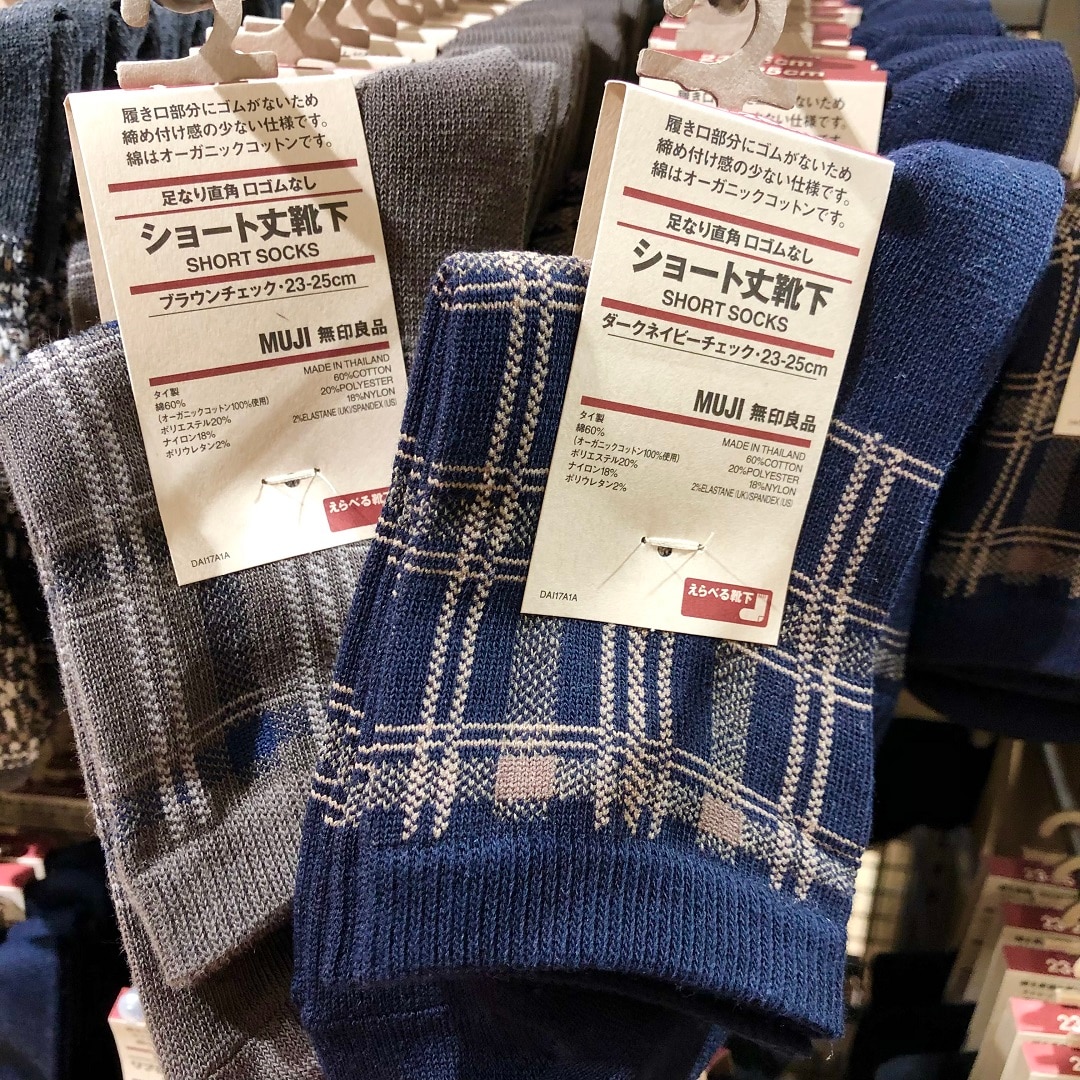 履き口部分にゴムがないため
締め付け感の少ない仕様です。
綿はオーガニックコットンです。
足なり直角 口ゴムなし
ショート丈靴下
SHORT SOCKS
ブラウンチェック・23-25cm
MUJI 無印良品
タイ製
綿60%
(オーガニックコットン100%使用)
ポリエステル20%
ナイロン18%
ポリウレタン2%
MADE IN THAILAND
60%COTTON
20%POLYESTER
18%NYLON
2%ELASTANE (UK)/SPANDEX (US)
えらべる靴下
DAI17A1A
履き口部分にゴムがないため
締め付け感の少ない仕様です。
綿はオーガニックコットンです。
足なり直角 口ゴムなし
ショート丈靴下
SHORT SOCKS
ダークネイビーチェック・23-25cm
MUJI 無印良品
タイ製
綿60%
(オーガニックコットン100%使用)
ポリエステル20%
ナイロン18%
ポリウレタン2%
MADE IN THAILAND
60%COTTON
20%POLYESTER
18%NYLON
2%ELASTANE (UK)/SPANDEX (US)
えらべる靴下
DAI17A1A